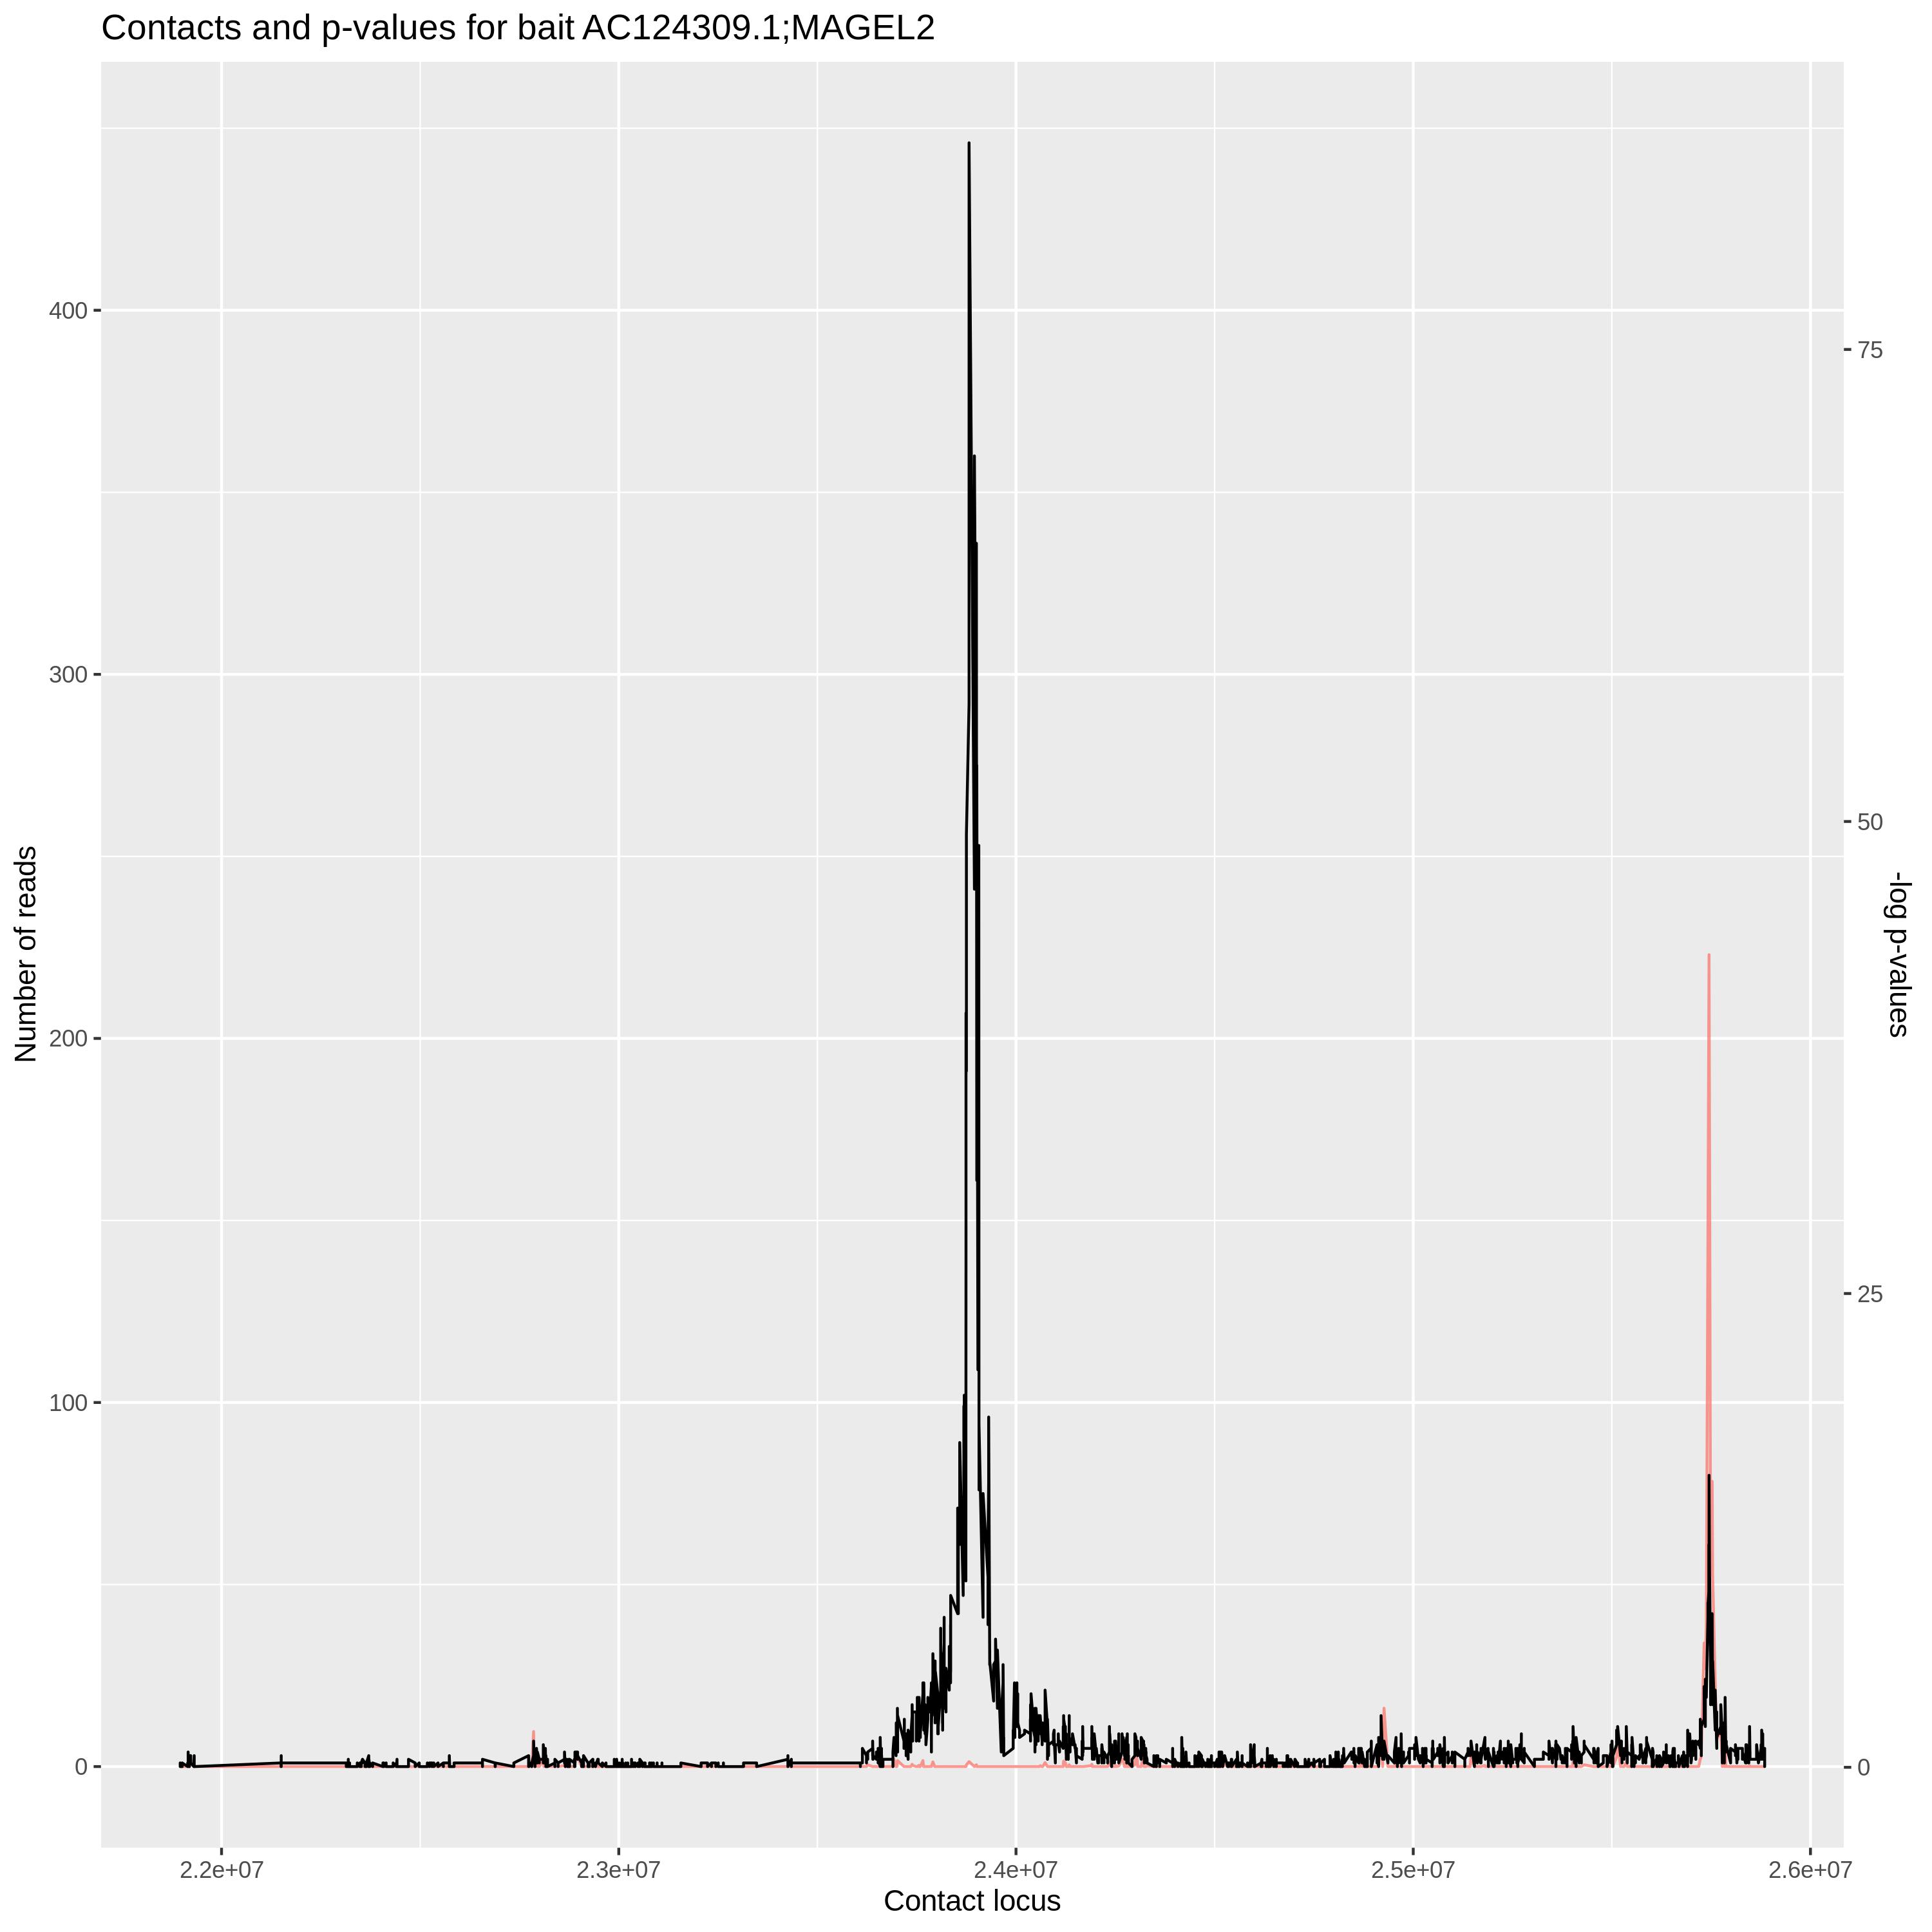 Contacts and p-values for bait AC124309.1;MAGEL2
400
300
200
100
0
Number of reads
75
50
25
0
-log p-values
2.2e+07
2.3e+07
2.4e+07
2.5e+07
2.6e+07
Contact locus